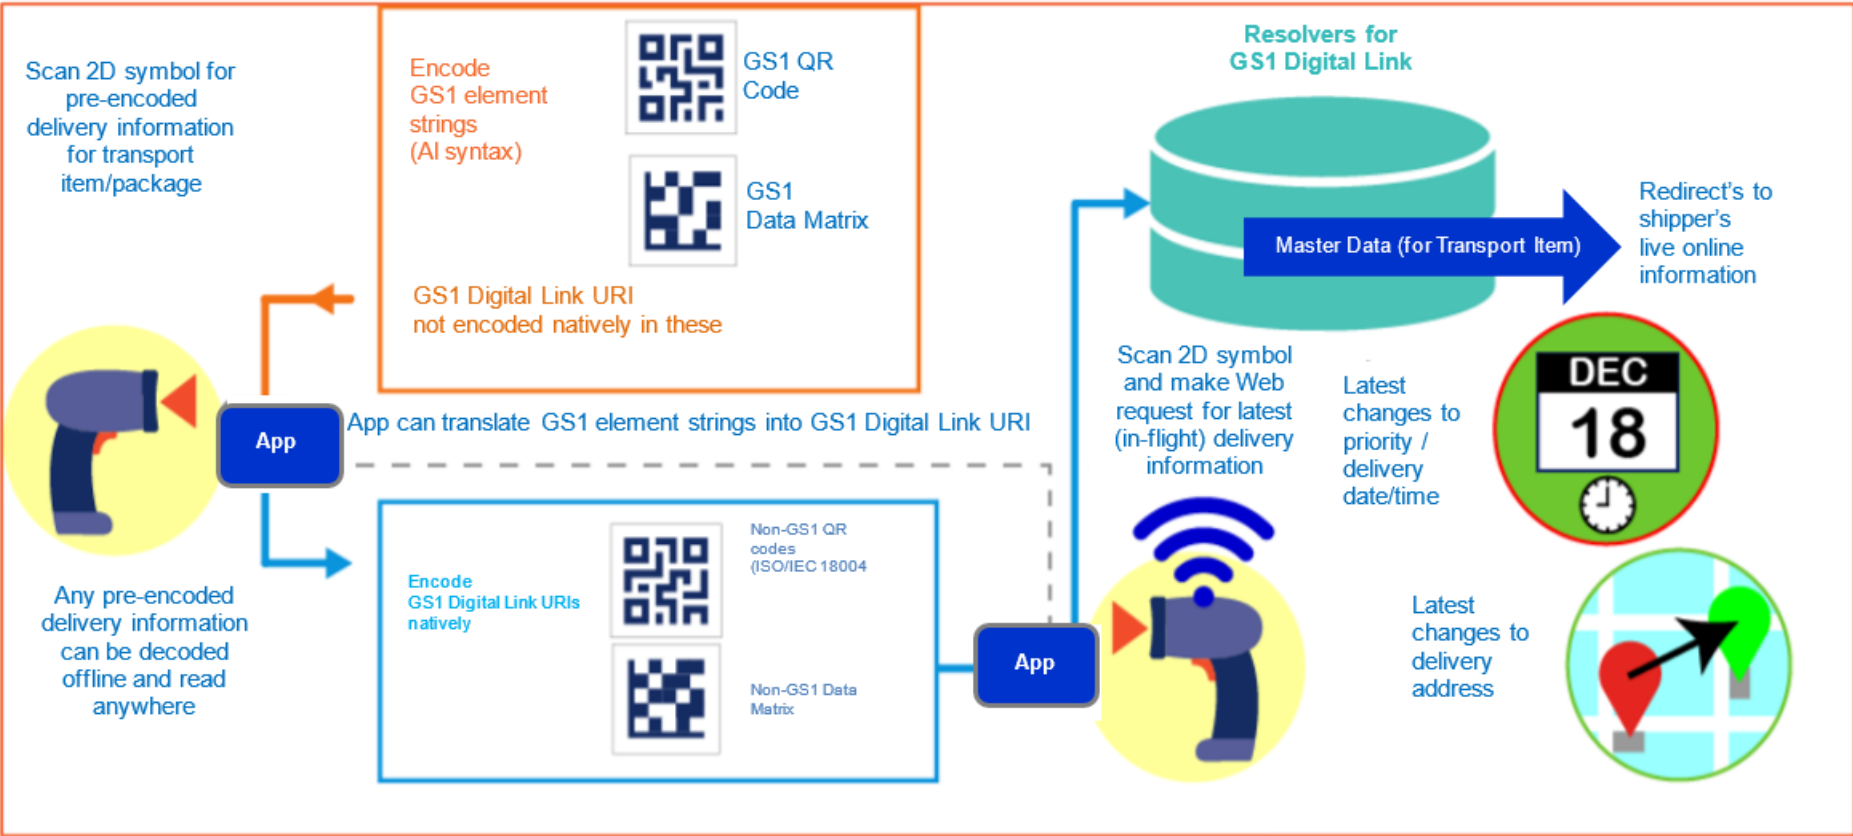 Scan 2D symbol for
pre-encoded
delivery information
for transport
item/package
Encode
GS1 element
strings
(AI syntax)
GS1 QR
Code
GS1
Data Matrix
GS1 Digital Link URI
not encoded natively in these
Resolvers for
GS1 Digital Link
Master Data (for Transport Item)
Redirect's to
shipper's
live online
information
App
App can translate GS1 element strings into GS1 Digital Link URI
Scan 2D symbol
and make Web
request for latest
(in-flight) delivery
information
Latest
changes to
priority /
delivery
date/time
DEC
18
Any pre-encoded
delivery information
can be decoded
offline and read
anywhere
Encode
GS1 Digital Link URIs
natively
Non-GS1 QR
codes
(ISO/IEC 18004
Non-GS1 Data
Matrix
App
Latest
changes to
delivery
address